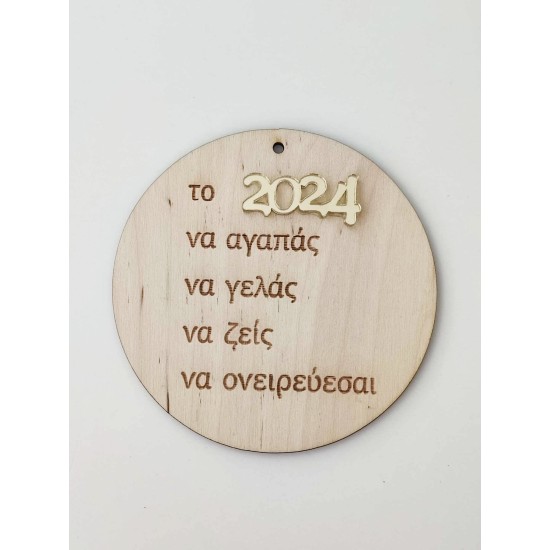 το 2024
να αγαπάς
να γελάς
να ζείς
να ονειρεύεσαι